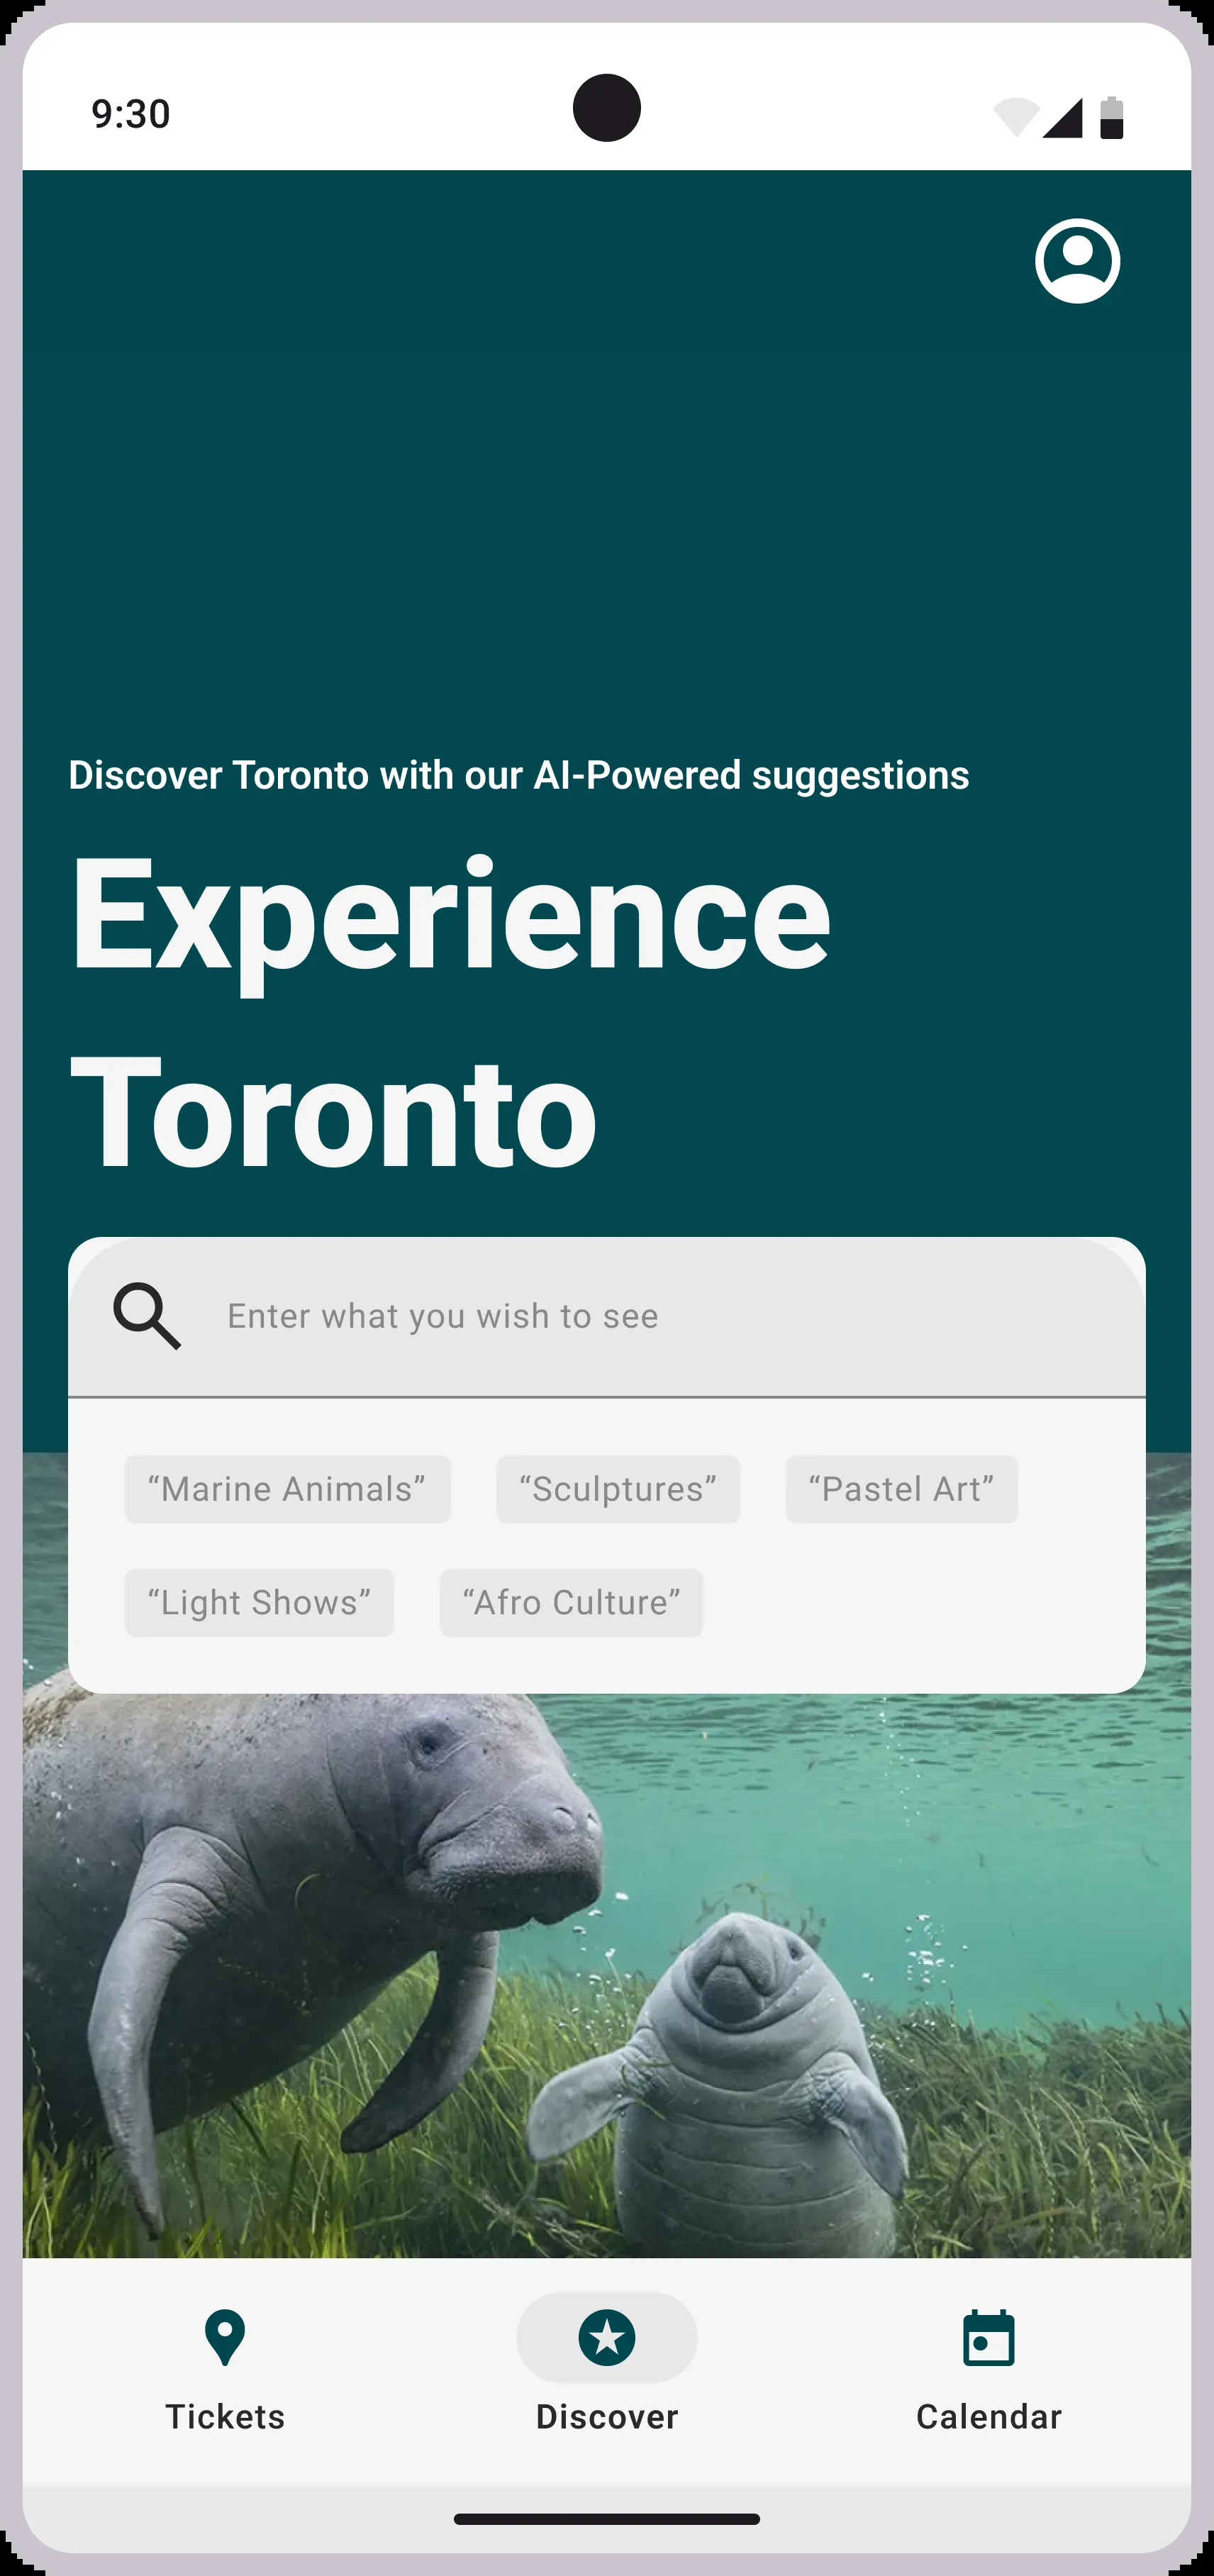 9:30
Discover Toronto with our AI-Powered suggestions
Experience
Toronto
Enter what you wish to see
“Marine Animals” “Sculptures” “Pastel Art”
“Light Shows” “Afro Culture”
Tickets Discover Calendar